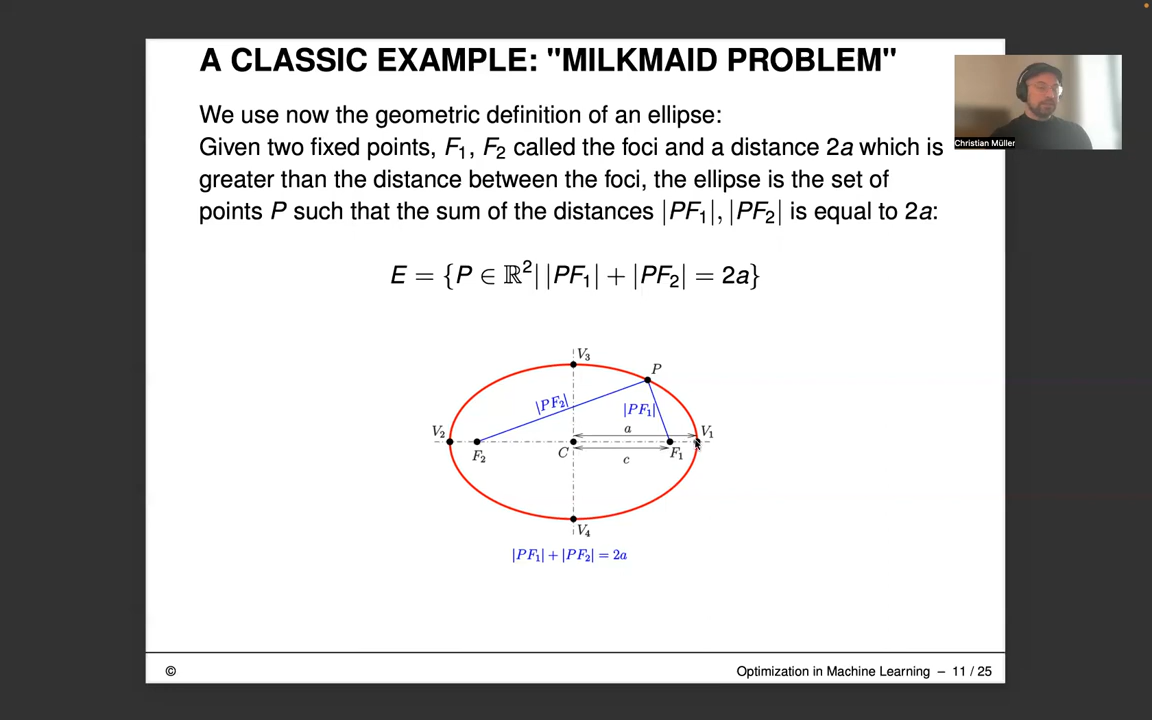 A CLASSIC EXAMPLE: "MILKMAID PROBLEM"
Christian Müller
We use now the geometric definition of an ellipse:
Given two fixed points, F₁, F₂ called the foci and a distance 2a which is
greater than the distance between the foci, the ellipse is the set of
points P such that the sum of the distances |PF₁|, |PF₂| is equal to 2a:
E = {P ∈ ℝ²| |PF₁| + |PF₂| = 2a}
V₃
P
|PF₂|
|PF₁|
a
V₂
V₁
F₂
C
c
F₁
V₄
|PF₁| + |PF₂| = 2a
©
Optimization in Machine Learning – 11 / 25